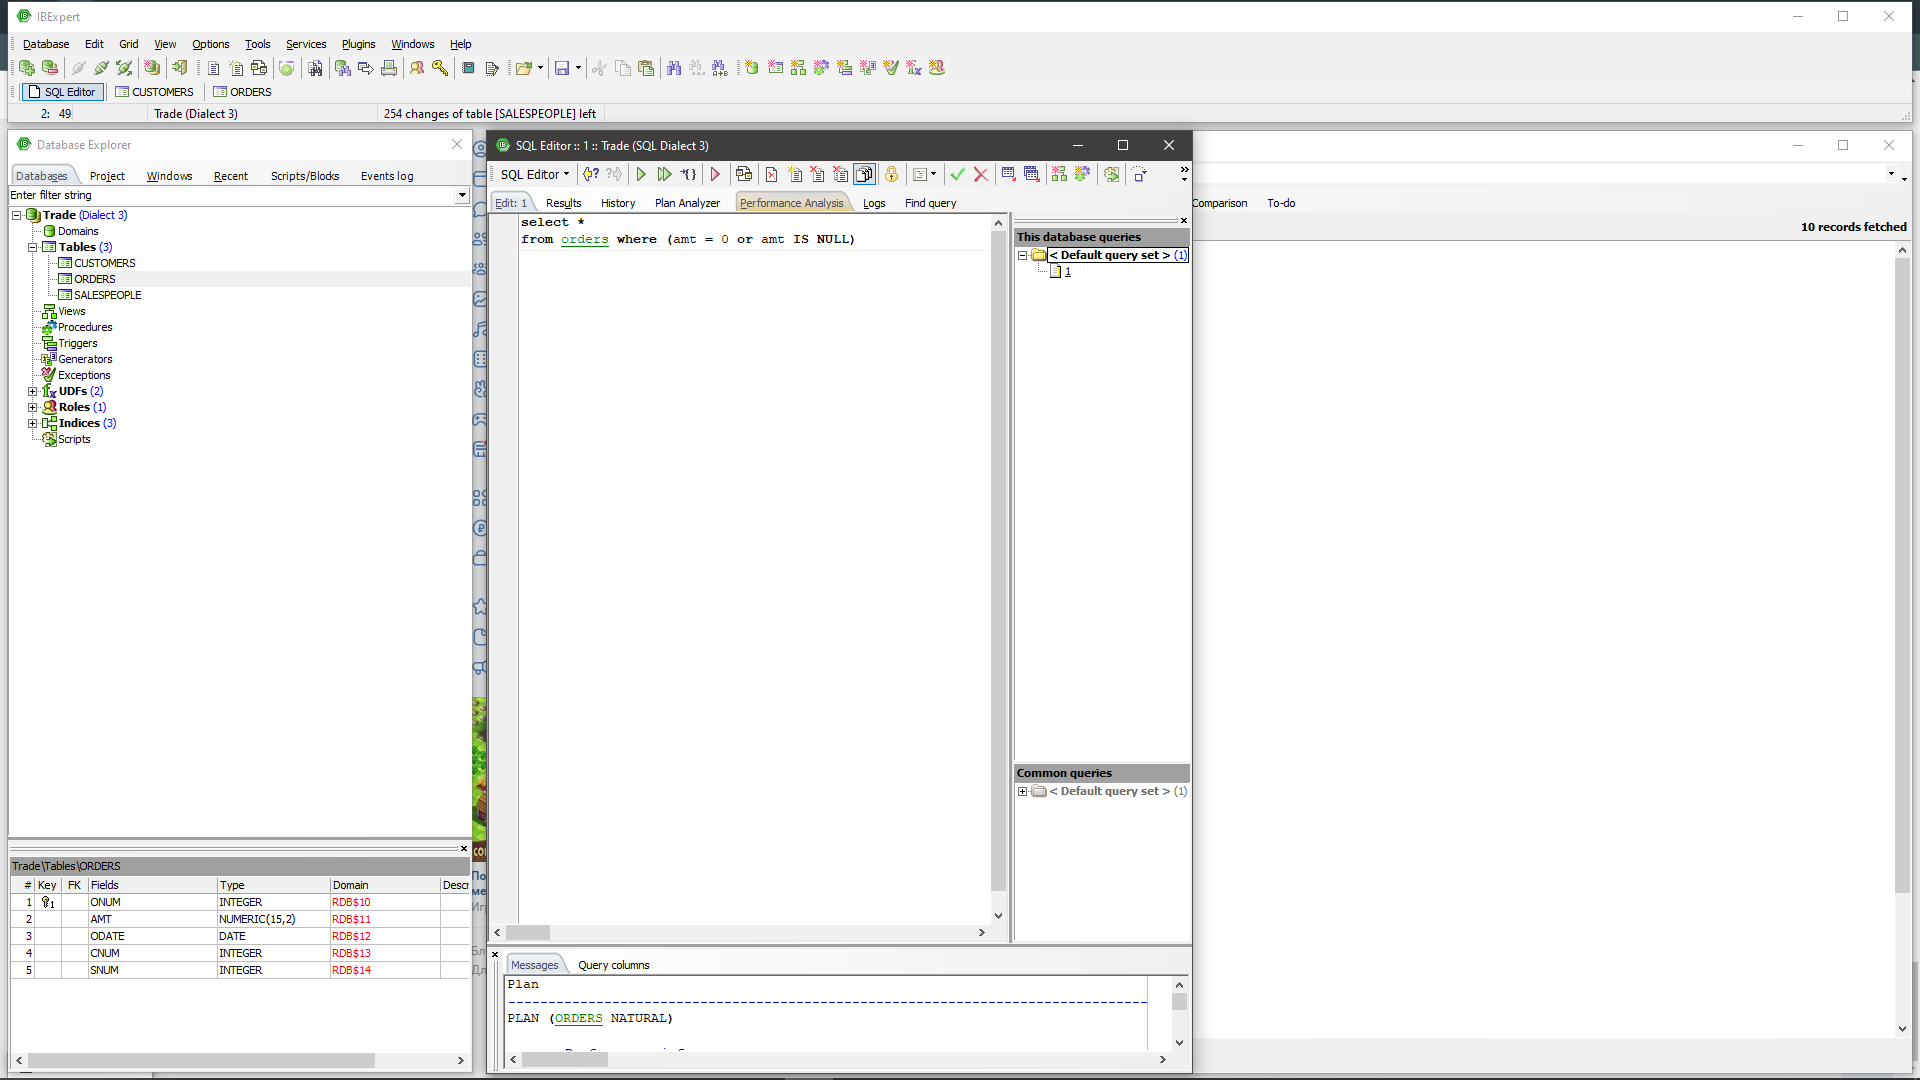 IBExpert
Database Edit Grid View Options Tools Services Plugins Windows Help
SQL Editor CUSTOMERS ORDERS
2: 49 Trade (Dialect 3) 254 changes of table [SALESPEOPLE] left
Database Explorer
Databases Project Windows Recent Scripts/Blocks Events log
Enter filter string
Trade (Dialect 3)
Domains
Tables (3)
CUSTOMERS
ORDERS
SALESPEOPLE
Views
Procedures
Triggers
Generators
Exceptions
UDFs (2)
Roles (1)
Indices (3)
Scripts
Trade\Tables\ORDERS
# Key FK Fields Type Domain Descr
1 1 ONUM INTEGER RDB$10
2 AMT NUMERIC(15,2) RDB$11
3 ODATE DATE RDB$12
4 CNUM INTEGER RDB$13
5 SNUM INTEGER RDB$14
SQL Editor :: 1 :: Trade (SQL Dialect 3)
SQL Editor
Edit: 1 Results History Plan Analyzer Performance Analysis Logs Find query
select *
from orders where (amt = 0 or amt IS NULL)
This database queries
< Default query set > (1)
1
Common queries
< Default query set > (1)
Messages Query columns
Plan
--------------------------------------------------------------------------------
PLAN (ORDERS NATURAL)
Comparison To-do
10 records fetched